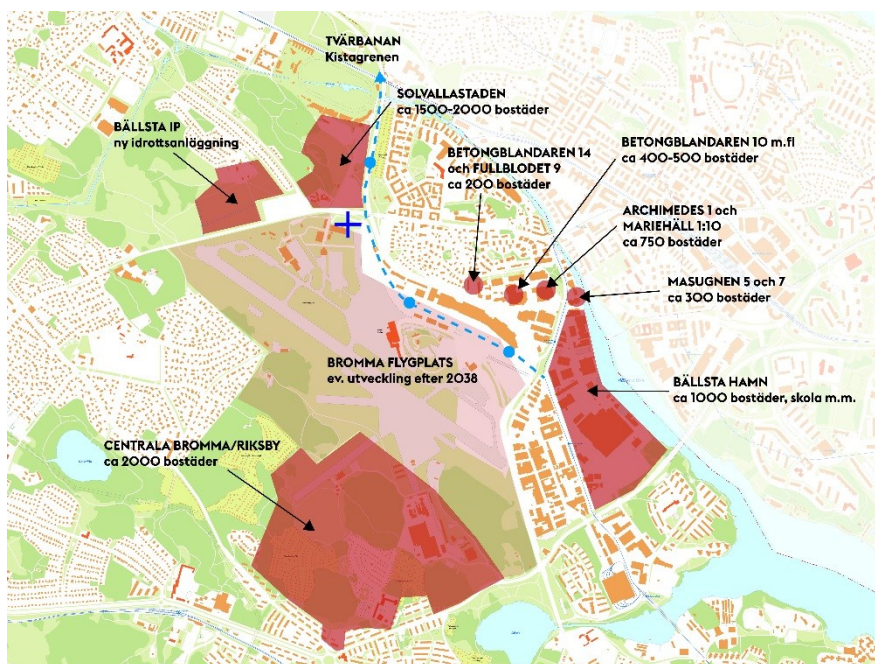 TVÄRBANAN
Kistagrenen
SOLVALLASTADEN
ca 1500-2000 bostäder
BÄLLSTA IP
ny idrottsanläggning
BETONGBLANDAREN 14
och FULLBLODET 9
ca 200 bostäder
BETONGBLANDAREN 10 m.fl
ca 400-500 bostäder
ARCHIMEDES 1 och
MARIEHÄLL 1:10
ca 750 bostäder
MASUGNEN 5 och 7
ca 300 bostäder
BROMMA FLYGPLATS
ev. utveckling efter 2038
BÄLLSTA HAMN
ca 1000 bostäder, skola m.m.
CENTRALA BROMMA/RIKSBY
ca 2000 bostäder